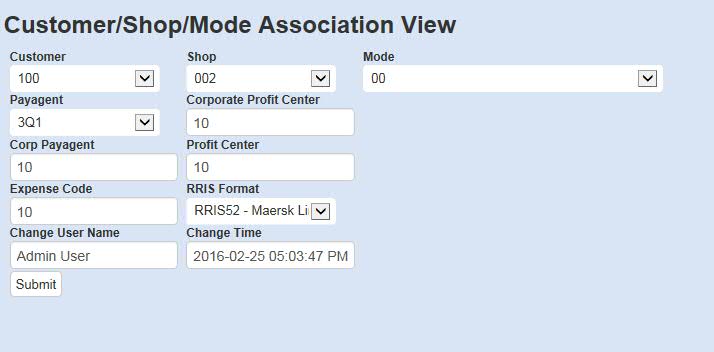 Customer/Shop/Mode Association View
Customer Shop Mode
100 002 00
Payagent Corporate Profit Center
3Q1 10
Corp Payagent Profit Center
10 10
Expense Code RRIS Format
10 RRIS52 - Maersk Li
Change User Name Change Time
Admin User 2016-02-25 05:03:47 PM
Submit